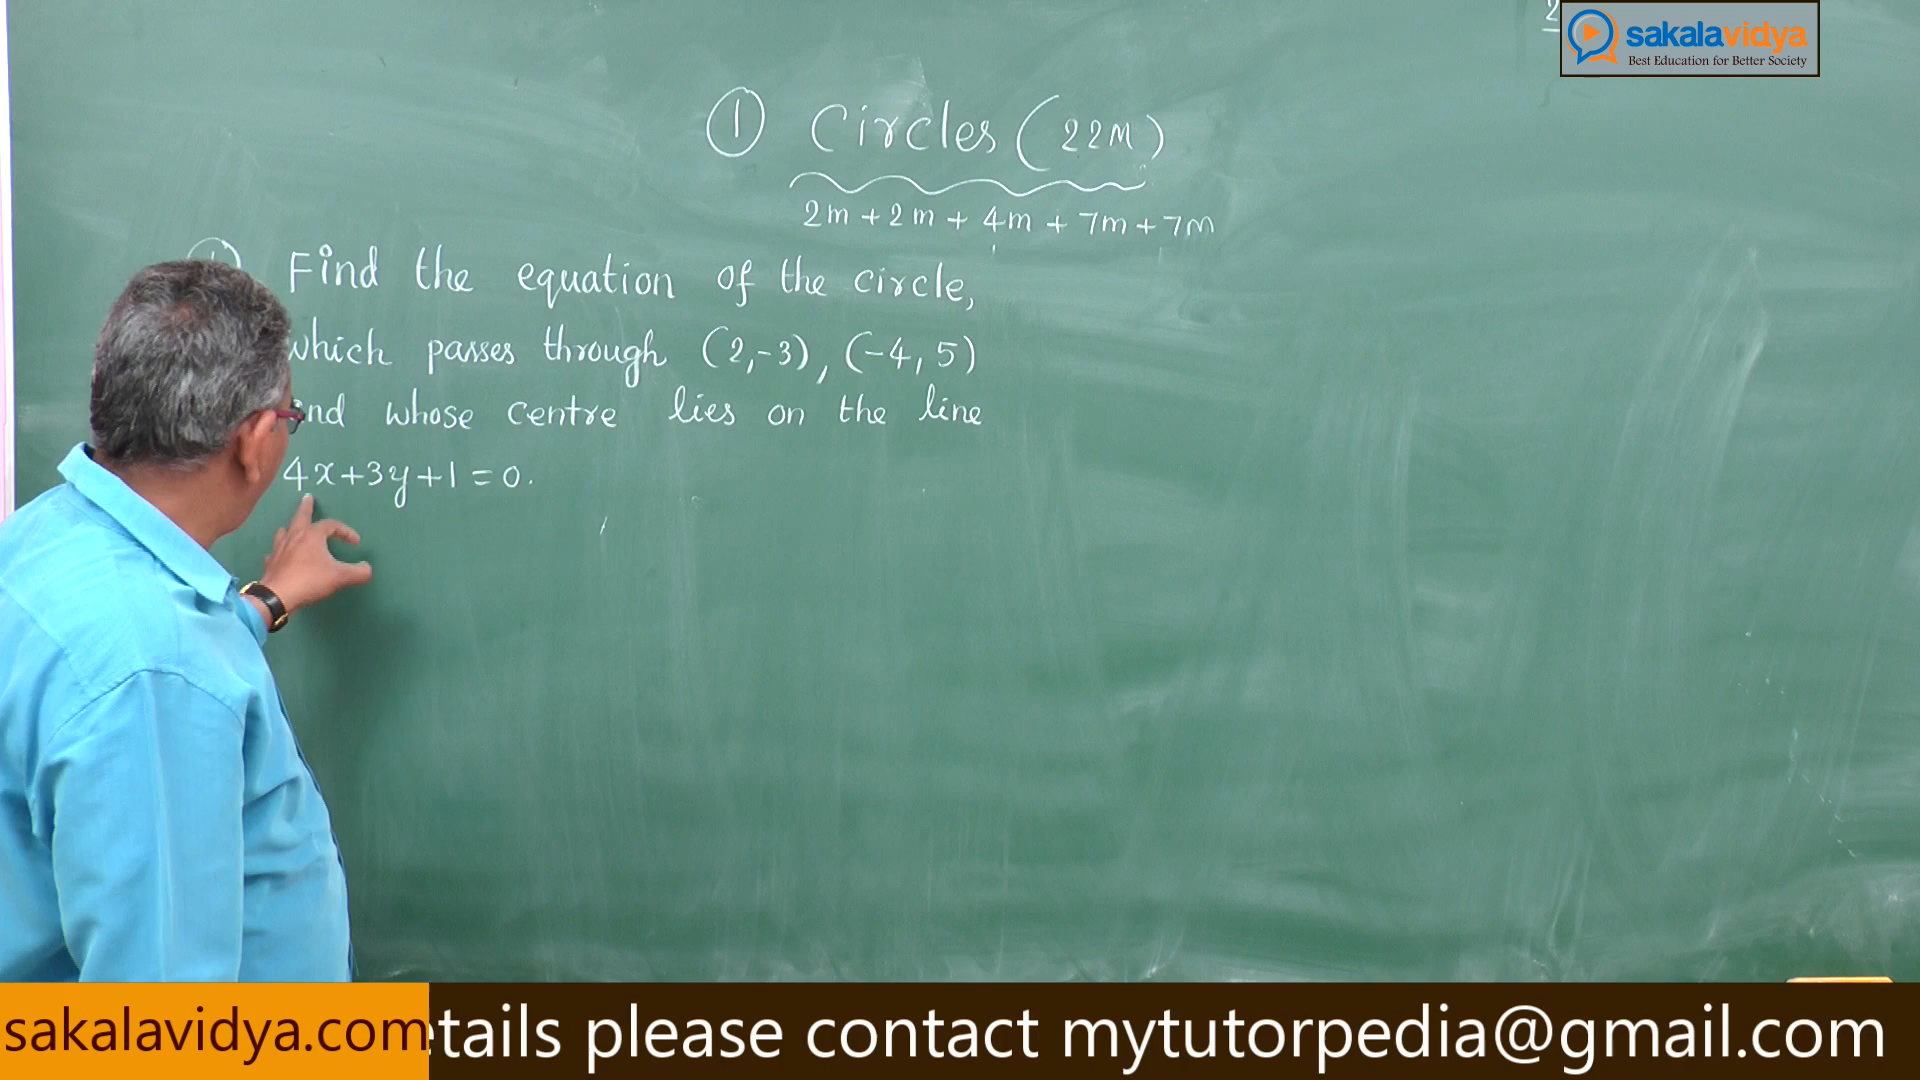 sakalavidya
Best Education for Better Society
① Circles (22M)
2m + 2m + 4m + 7m + 7m
Find the equation of the circle,
which passes through (2,-3), (-4, 5)
and whose centre lies on the line
4x+3y+1 = 0.
sakalavidya.com
tails please contact mytutorpedia@gmail.com